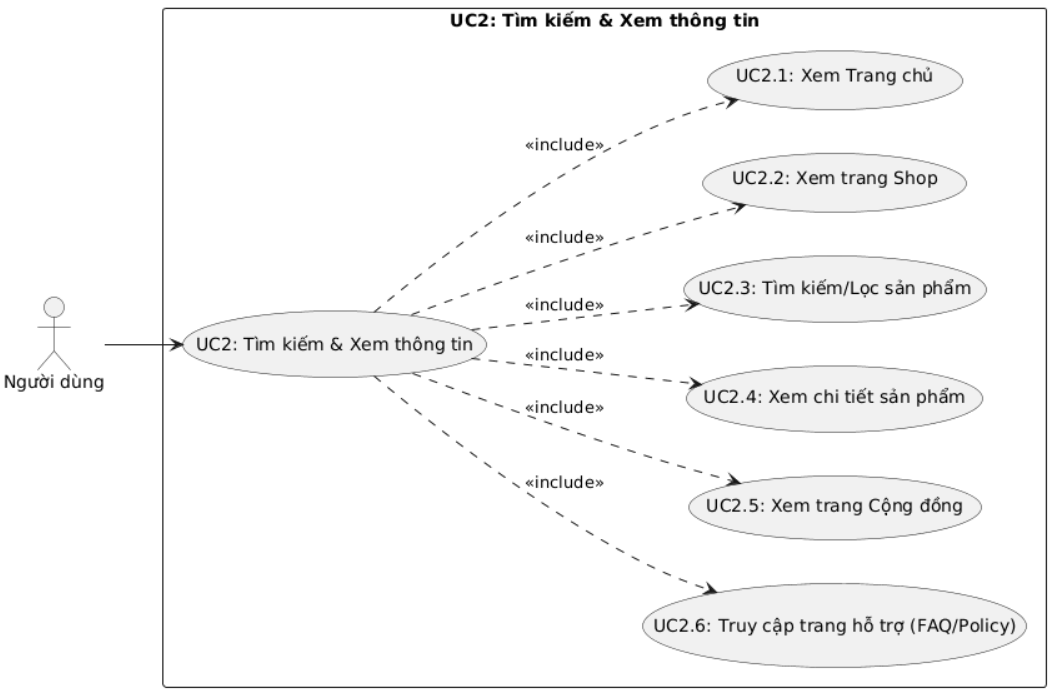 UC2: Tìm kiếm & Xem thông tin
UC2.1: Xem Trang chủ
«include»
UC2.2: Xem trang Shop
«include»
UC2.3: Tìm kiếm/Lọc sản phẩm
«include»
Người dùng
UC2: Tìm kiếm & Xem thông tin
«include»
UC2.4: Xem chi tiết sản phẩm
«include»
UC2.5: Xem trang Cộng đồng
«include»
UC2.6: Truy cập trang hỗ trợ (FAQ/Policy)